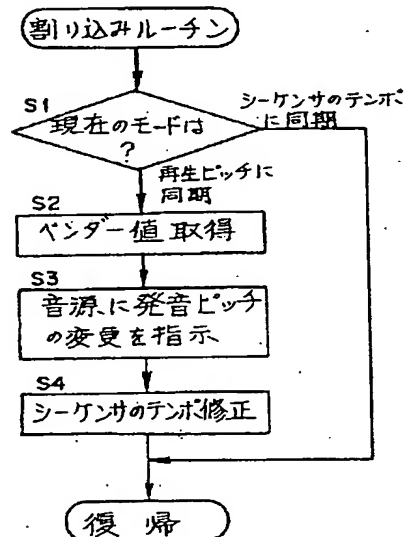 割り込みルーチン
S1
現在のモードは
?
シーケンサのテンポ
に同期
再生ピッチに
同期
S2
ベンダー値取得
S3
音源に発音ピッチ
の変更を指示
S4
シーケンサのテンポ修正
復帰